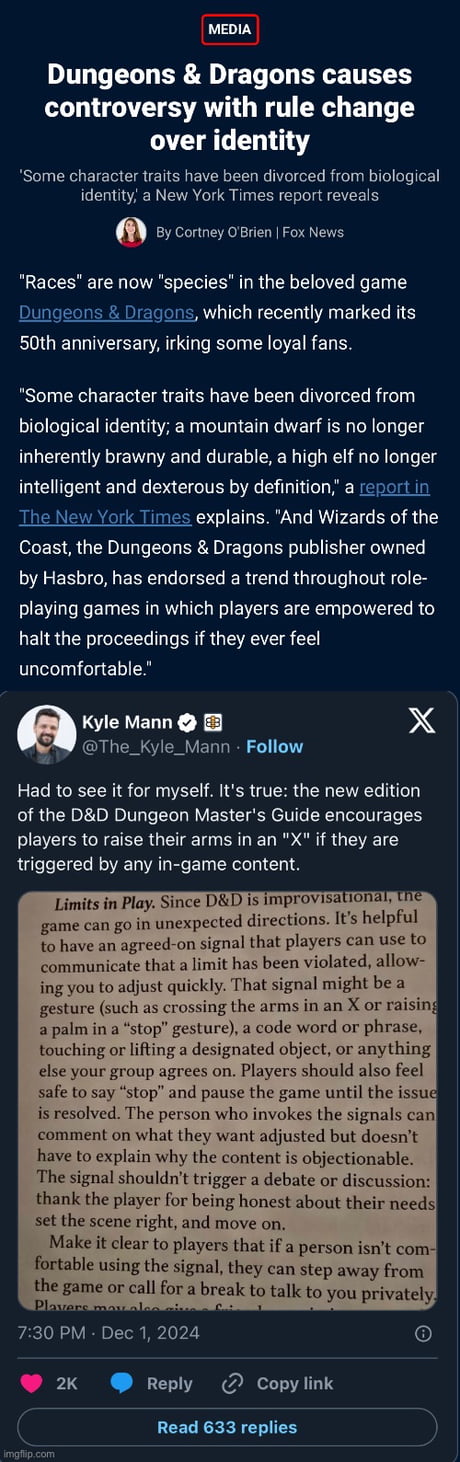 MEDIA
Dungeons & Dragons causes
controversy with rule change
over identity
'Some character traits have been divorced from biological
identity,' a New York Times report reveals
By Cortney O'Brien | Fox News
"Races" are now "species" in the beloved game
Dungeons & Dragons, which recently marked its
50th anniversary, irking some loyal fans.
"Some character traits have been divorced from
biological identity; a mountain dwarf is no longer
inherently brawny and durable, a high elf no longer
intelligent and dexterous by definition," a report in
The New York Times explains. "And Wizards of the
Coast, the Dungeons & Dragons publisher owned
by Hasbro, has endorsed a trend throughout role-
playing games in which players are empowered to
halt the proceedings if they ever feel
uncomfortable."
Kyle Mann
@The_Kyle_Mann · Follow
Had to see it for myself. It's true: the new edition
of the D&D Dungeon Master's Guide encourages
players to raise their arms in an "X" if they are
triggered by any in-game content.
Limits in Play. Since D&D is improvisational, the
game can go in unexpected directions. It's helpful
to have an agreed-on signal that players can use to
communicate that a limit has been violated, allow-
ing you to adjust quickly. That signal might be a
gesture (such as crossing the arms in an X or raising
a palm in a "stop" gesture), a code word or phrase,
touching or lifting a designated object, or anything
else your group agrees on. Players should also feel
safe to say "stop" and pause the game until the issue
is resolved. The person who invokes the signals can
comment on what they want adjusted but doesn't
have to explain why the content is objectionable.
The signal shouldn't trigger a debate or discussion:
thank the player for being honest about their needs
set the scene right, and move on.
Make it clear to players that if a person isn't com-
fortable using the signal, they can step away from
the game or call for a break to talk to you privately.
Players may also give a
7:30 PM · Dec 1, 2024
2K Reply Copy link
Read 633 replies
imgflip.com